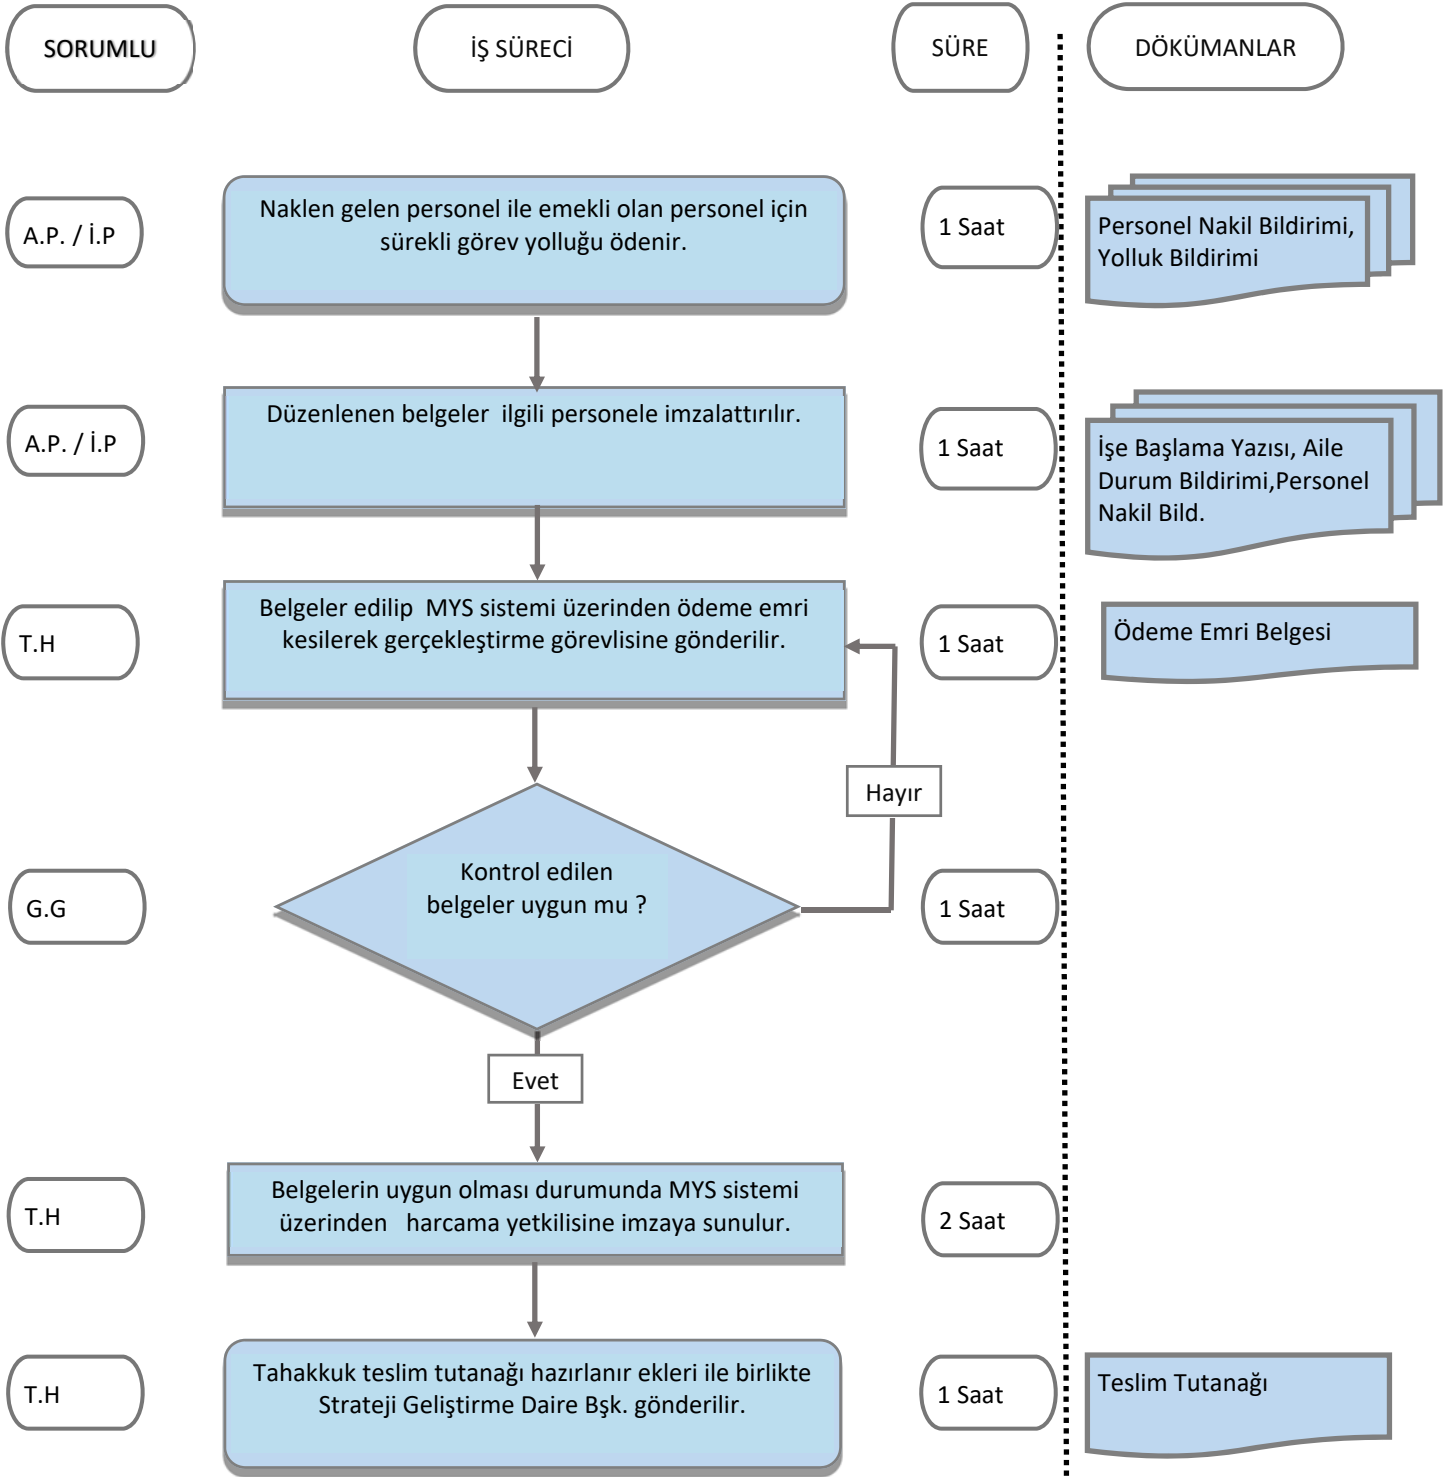 SORUMLU
İŞ SÜRECİ
SÜRE
DÖKÜMANLAR
A.P. / İ.P
Naklen gelen personel ile emekli olan personel için
sürekli görev yolluğu ödenir.
1 Saat
Personel Nakil Bildirimi,
Yolluk Bildirimi
A.P. / İ.P
Düzenlenen belgeler  ilgili personele imzalattırılır.
1 Saat
İşe Başlama Yazısı, Aile
Durum Bildirimi,Personel
Nakil Bild.
T.H
Belgeler edilip  MYS sistemi üzerinden ödeme emri
kesilerek gerçekleştirme görevlisine gönderilir.
1 Saat
Ödeme Emri Belgesi
Hayır
G.G
Kontrol edilen
belgeler uygun mu ?
1 Saat
Evet
T.H
Belgelerin uygun olması durumunda MYS sistemi
üzerinden   harcama yetkilisine imzaya sunulur.
2 Saat
T.H
Tahakkuk teslim tutanağı hazırlanır ekleri ile birlikte
Strateji Geliştirme Daire Bşk. gönderilir.
1 Saat
Teslim Tutanağı